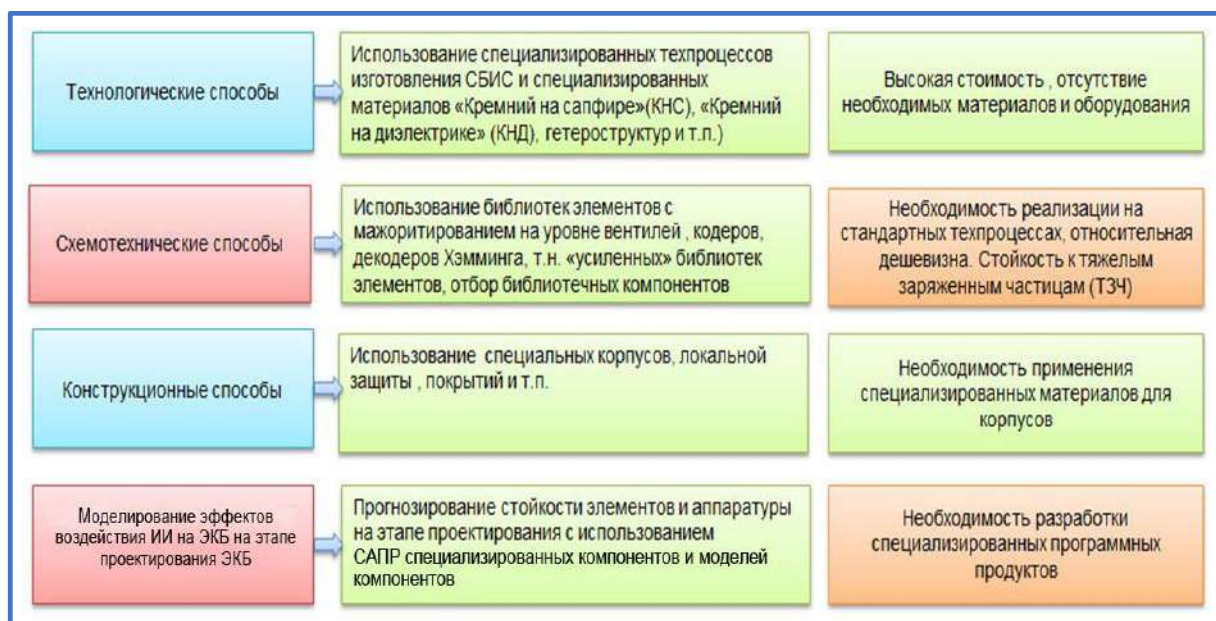 Технологические способы
Использование специализированных техпроцессов
изготовления СБИС и специализированных
материалов «Кремний на сапфире»(КНС), «Кремний
на диэлектрике» (КНД), гетероструктур и т.п.)
Высокая стоимость , отсутствие
необходимых материалов и оборудования
Схемотехнические способы
Использование библиотек элементов с
мажоритированием на уровне вентилей , кодеров,
декодеров Хэмминга, т.н. «усиленных» библиотек
элементов, отбор библиотечных компонентов
Необходимость реализации на
стандартных техпроцессах, относительная
дешевизна. Стойкость к тяжелым
заряженным частицам (ТЗЧ)
Конструкционные способы
Использование специальных корпусов, локальной
защиты , покрытий и т.п.
Необходимость применения
специализированных материалов для
корпусов
Моделирование эффектов
воздействия ИИ на ЭКБ на этапе
проектирования ЭКБ
Прогнозирование стойкости элементов и аппаратуры
на этапе проектирования с использованием
САПР специализированных компонентов и моделей
компонентов
Необходимость разработки
специализированных программных
продуктов